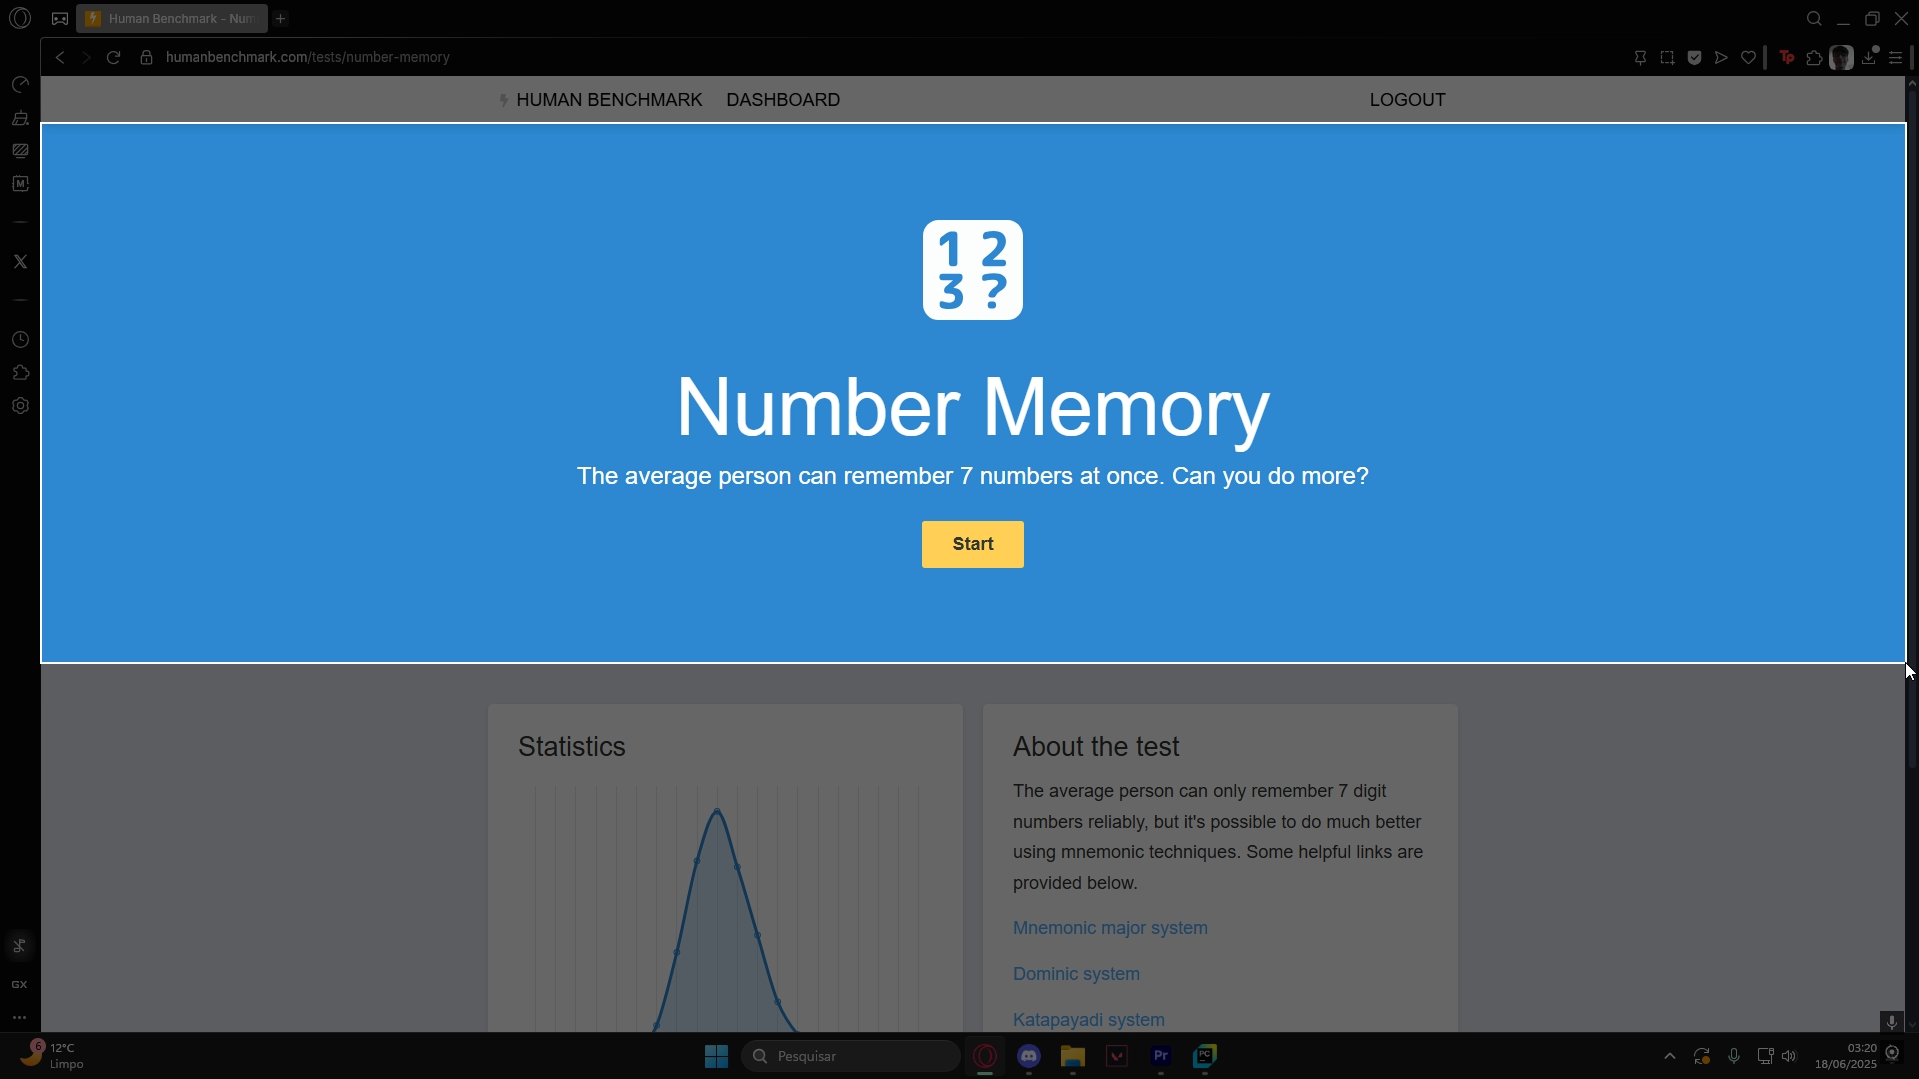 Human Benchmark - Num
humanbenchmark.com/tests/number-memory
Tp
HUMAN BENCHMARK DASHBOARD LOGOUT
M
1 2
3 ?
Number Memory
The average person can remember 7 numbers at once. Can you do more?
Start
Statistics
About the test
The average person can only remember 7 digit
numbers reliably, but it's possible to do much better
using mnemonic techniques. Some helpful links are
provided below.
Mnemonic major system
Dominic system
Katapayadi system
GX
6
12°C
Limpo
Pesquisar
Pr
PC
03:20
18/06/2025